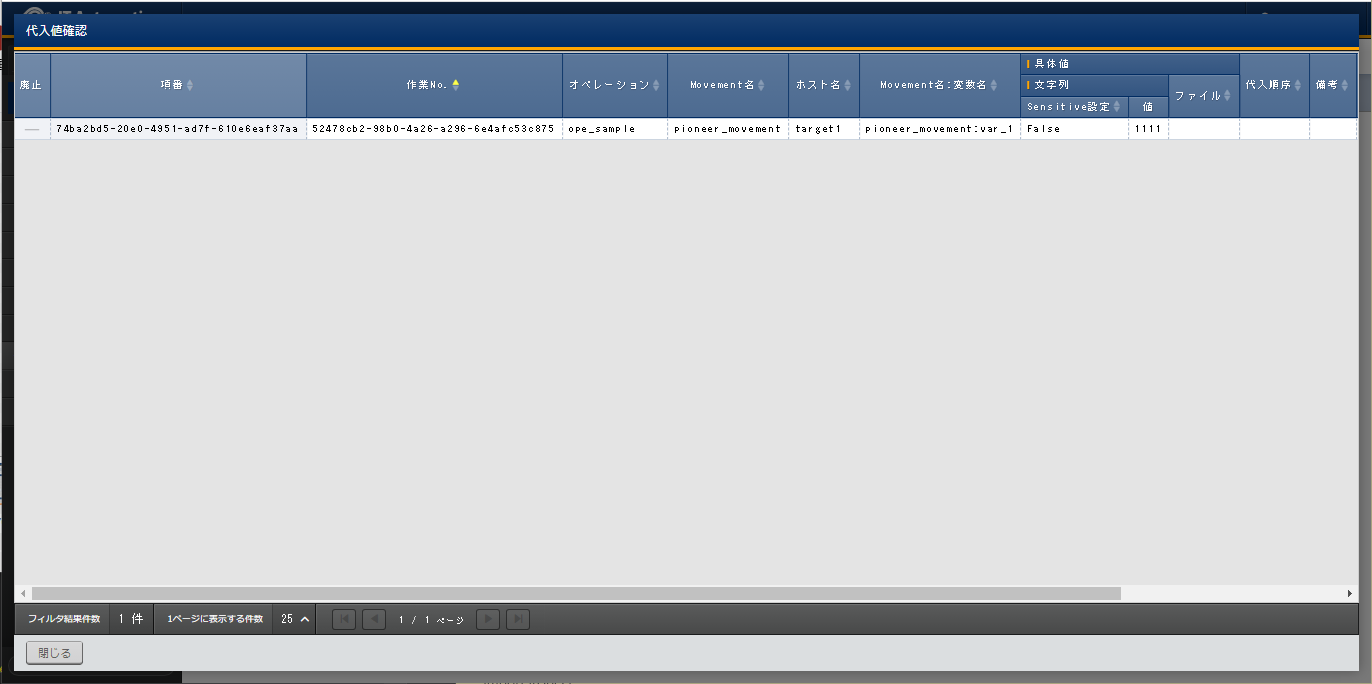 代入値確認
廃止 項番 作業No. オペレーション Movement名 ホスト名 Movement名:変数名 具体値 代入順序 備考
文字列 ファイル
Sensitive設定 値
74ba2bd5-20e0-4951-ad7f-610e6eaf37aa 52478cb2-98b0-4a26-a296-6e4afc53c875 ope_sample pioneer_movement target1 pioneer_movement:var_1 False 1111
フィルタ結果件数 1 件 1ページに表示する件数 25 1 / 1 ページ
閉じる